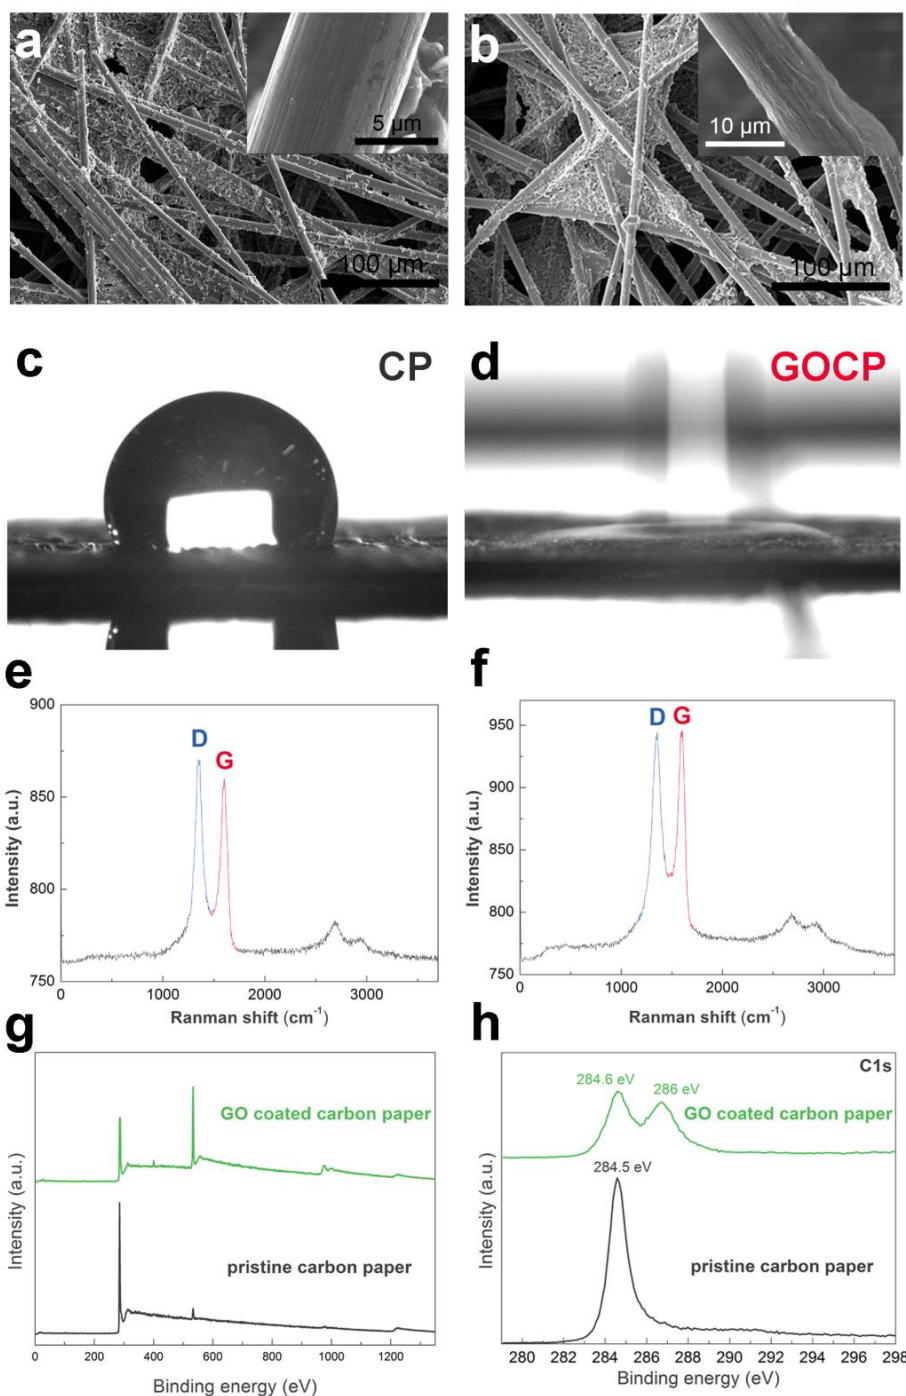 a
5 µm
100 µm
b
10 µm
100 µm
c
CP
d
GOCP
e
900
850
800
750
D
G
0
1000
2000
3000
Intensity (a.u.)
Ranman shift (cm⁻¹)
f
950
900
850
800
750
D
G
0
1000
2000
3000
Intensity (a.u.)
Ranman shift (cm⁻¹)
g
GO coated carbon paper
pristine carbon paper
0
200
400
600
800
1000
1200
Intensity (a.u.)
Binding energy (eV)
h
C1s
284.6 eV
286 eV
GO coated carbon paper
284.5 eV
pristine carbon paper
280
282
284
286
288
290
292
294
296
298
Intensity (a.u.)
Binding energy (eV)